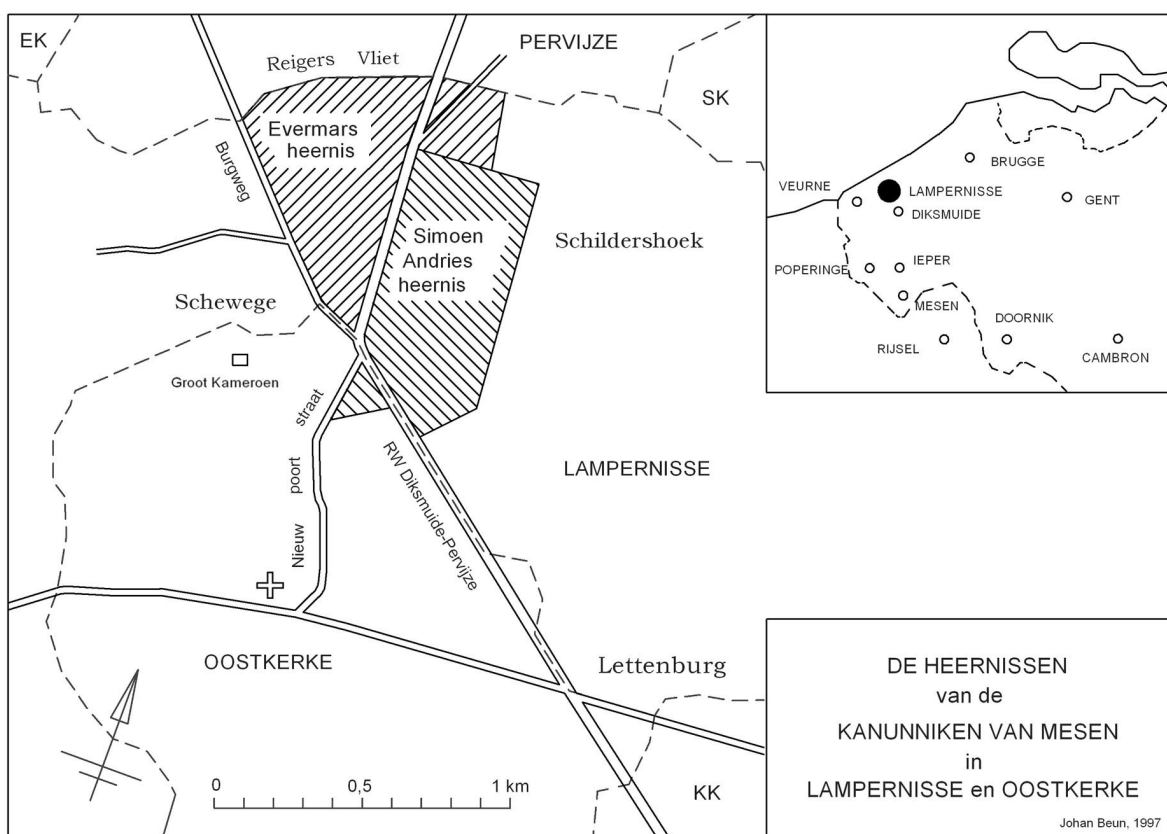 EK
PERVIJZE
Reigers Vliet
SK
Evermars
heernis
Burgweg
Simoen
Andries
heernis
Schildershoek
Schewege
Groot Kameroen
straat
poort
Nieuw
RW Diksmuide-Pervijze
LAMPERNISSE
OOSTKERKE
Lettenburg
KK
0 0,5 1 km
BRUGGE
VEURNE
LAMPERNISSE
GENT
DIKSMUIDE
POPERINGE
IEPER
MESEN
DOORNIK
RIJSEL
CAMBRON
DE HEERNISSEN
van de
KANUNNIKEN VAN MESEN
in
LAMPERNISSE en OOSTKERKE
Johan Beun, 1997